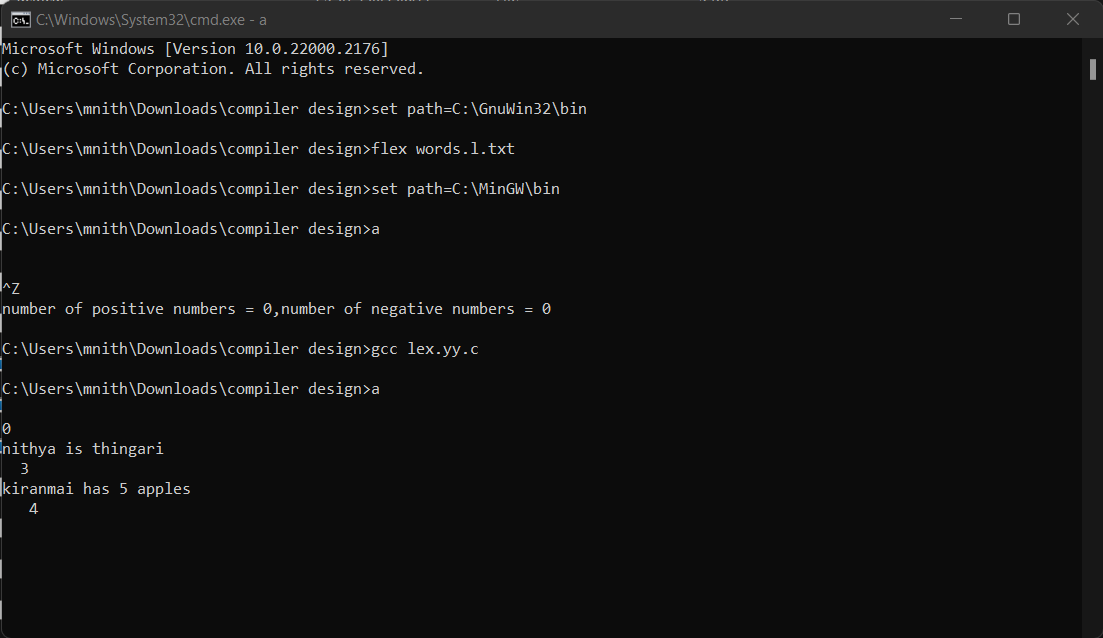 C:\Windows\System32\cmd.exe - a
Microsoft Windows [Version 10.0.22000.2176]
(c) Microsoft Corporation. All rights reserved.
C:\Users\mnith\Downloads\compiler design>set path=C:\GnuWin32\bin
C:\Users\mnith\Downloads\compiler design>flex words.l.txt
C:\Users\mnith\Downloads\compiler design>set path=C:\MinGW\bin
C:\Users\mnith\Downloads\compiler design>a
^Z
number of positive numbers = 0,number of negative numbers = 0
C:\Users\mnith\Downloads\compiler design>gcc lex.yy.c
C:\Users\mnith\Downloads\compiler design>a
0
nithya is thingari
3
kiranmai has 5 apples
4